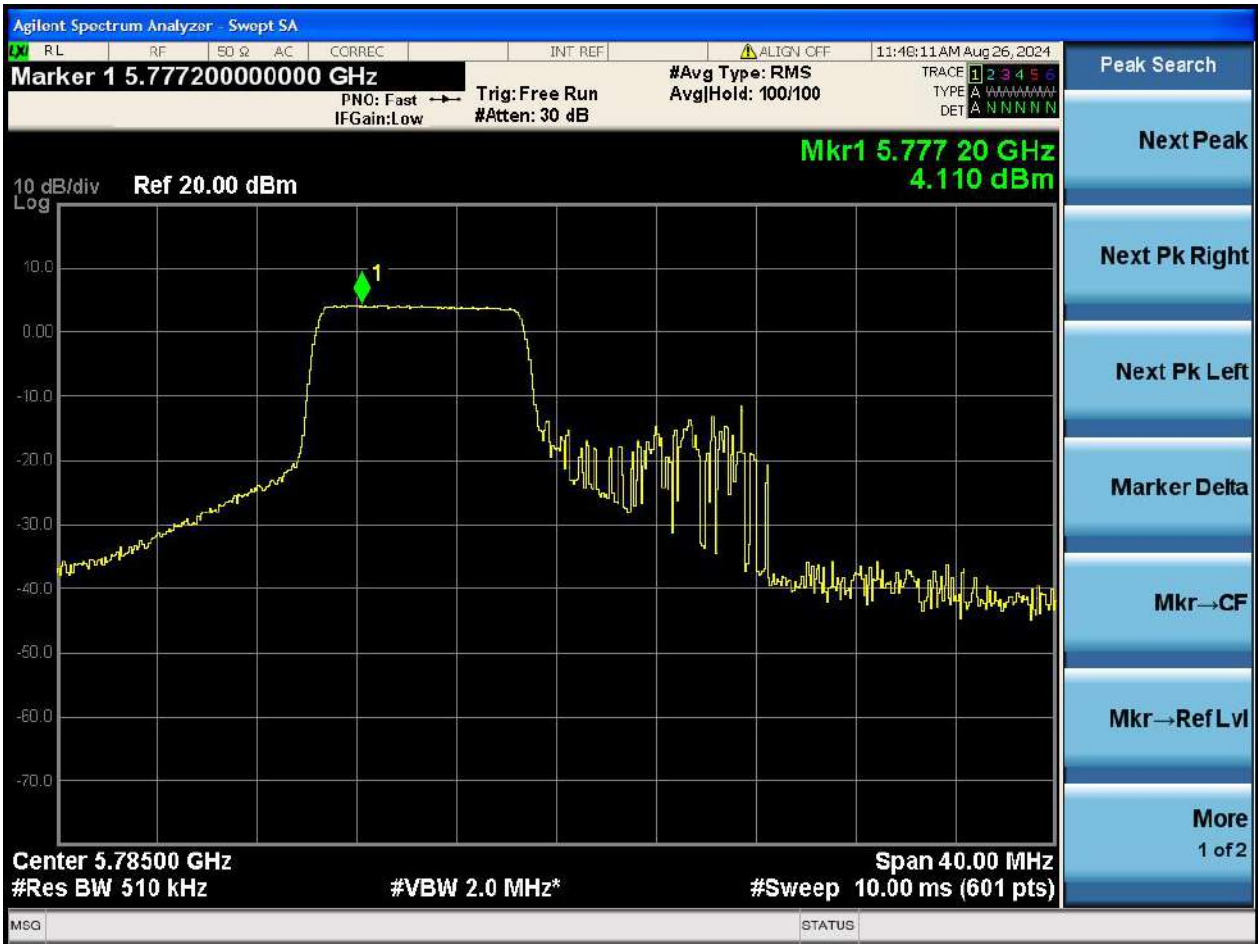 Agilent Spectrum Analyzer - Swept SA
LXI RL RF 50 Ω AC CORREC INT REF ALIGN OFF 11:48:11 AM Aug 26, 2024
Marker 1 5.777200000000 GHz
PNO: Fast
IFGain:Low
Trig: Free Run
#Atten: 30 dB
#Avg Type: RMS
Avg|Hold: 100/100
TRACE 1 2 3 4 5 6
TYPE A WWWWW
DET A N N N N N
Mkr1 5.777 20 GHz
4.110 dBm
10 dB/div Ref 20.00 dBm
Log
1
10.0
0.00
-10.0
-20.0
-30.0
-40.0
-50.0
-60.0
-70.0
Center 5.78500 GHz Span 40.00 MHz
#Res BW 510 kHz #VBW 2.0 MHz* #Sweep 10.00 ms (601 pts)
MSG STATUS
Peak Search
Next Peak
Next Pk Right
Next Pk Left
Marker Delta
Mkr→CF
Mkr→Ref Lvl
More
1 of 2